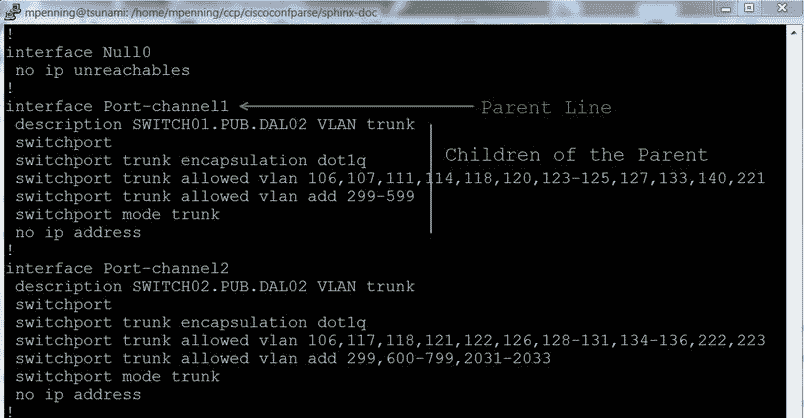 mpenning@tsunami: /home/mpenning/ccp/ciscoconfparse/sphinx-doc
!
interface Null0
 no ip unreachables
!
interface Port-channel1
Parent Line
 description SWITCH01.PUB.DAL02 VLAN trunk
 switchport
Children of the Parent
 switchport trunk encapsulation dot1q
 switchport trunk allowed vlan 106,107,111,114,118,120,123-125,127,133,140,221
 switchport trunk allowed vlan add 299-599
 switchport mode trunk
 no ip address
!
interface Port-channel2
 description SWITCH02.PUB.DAL02 VLAN trunk
 switchport
 switchport trunk encapsulation dot1q
 switchport trunk allowed vlan 106,117,118,121,122,126,128-131,134-136,222,223
 switchport trunk allowed vlan add 299,600-799,2031-2033
 switchport mode trunk
 no ip address
!